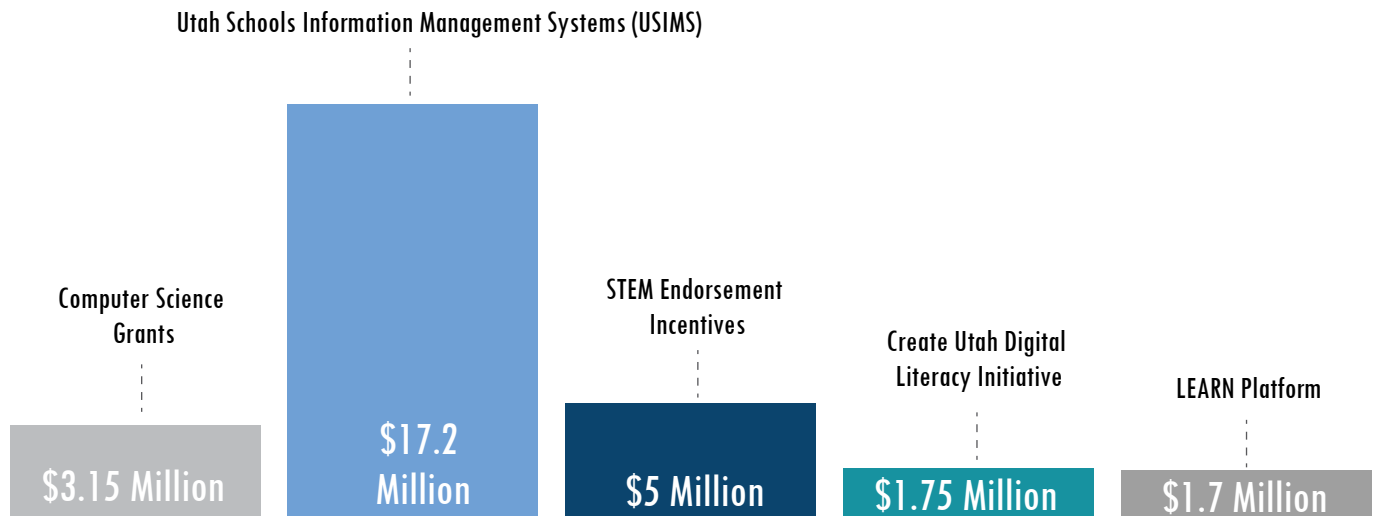 Utah Schools Information Management Systems (USIMS)
Computer Science
Grants
STEM Endorsement
Incentives
Create Utah Digital
Literacy Initiative
LEARN Platform
$3.15 Million
$17.2
Million
$5 Million
$1.75 Million
$1.7 Million